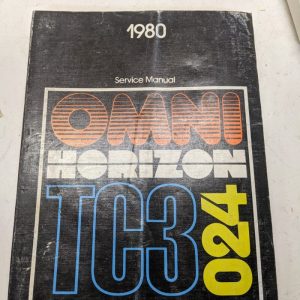 1980
Service Manual
OMNI
HORIZON
TC3
024